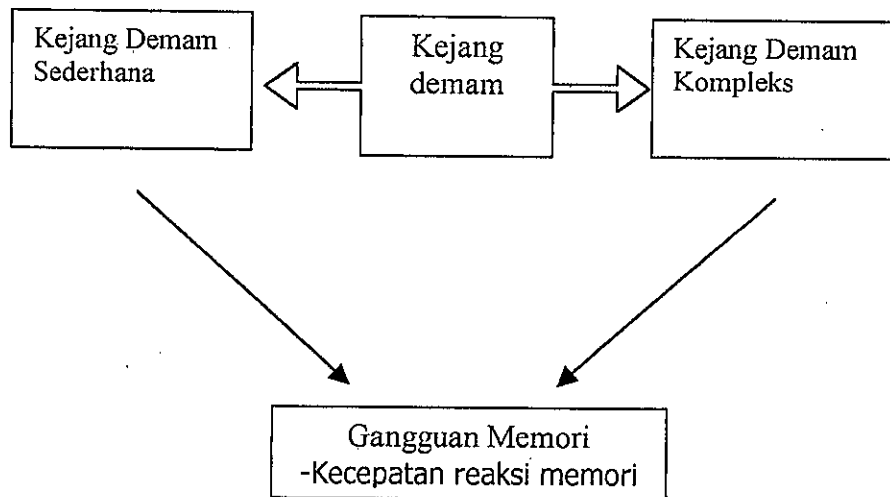 Kejang Demam
Sederhana
Kejang
demam
Kejang Demam
Kompleks
Gangguan Memori
-Kecepatan reaksi memori